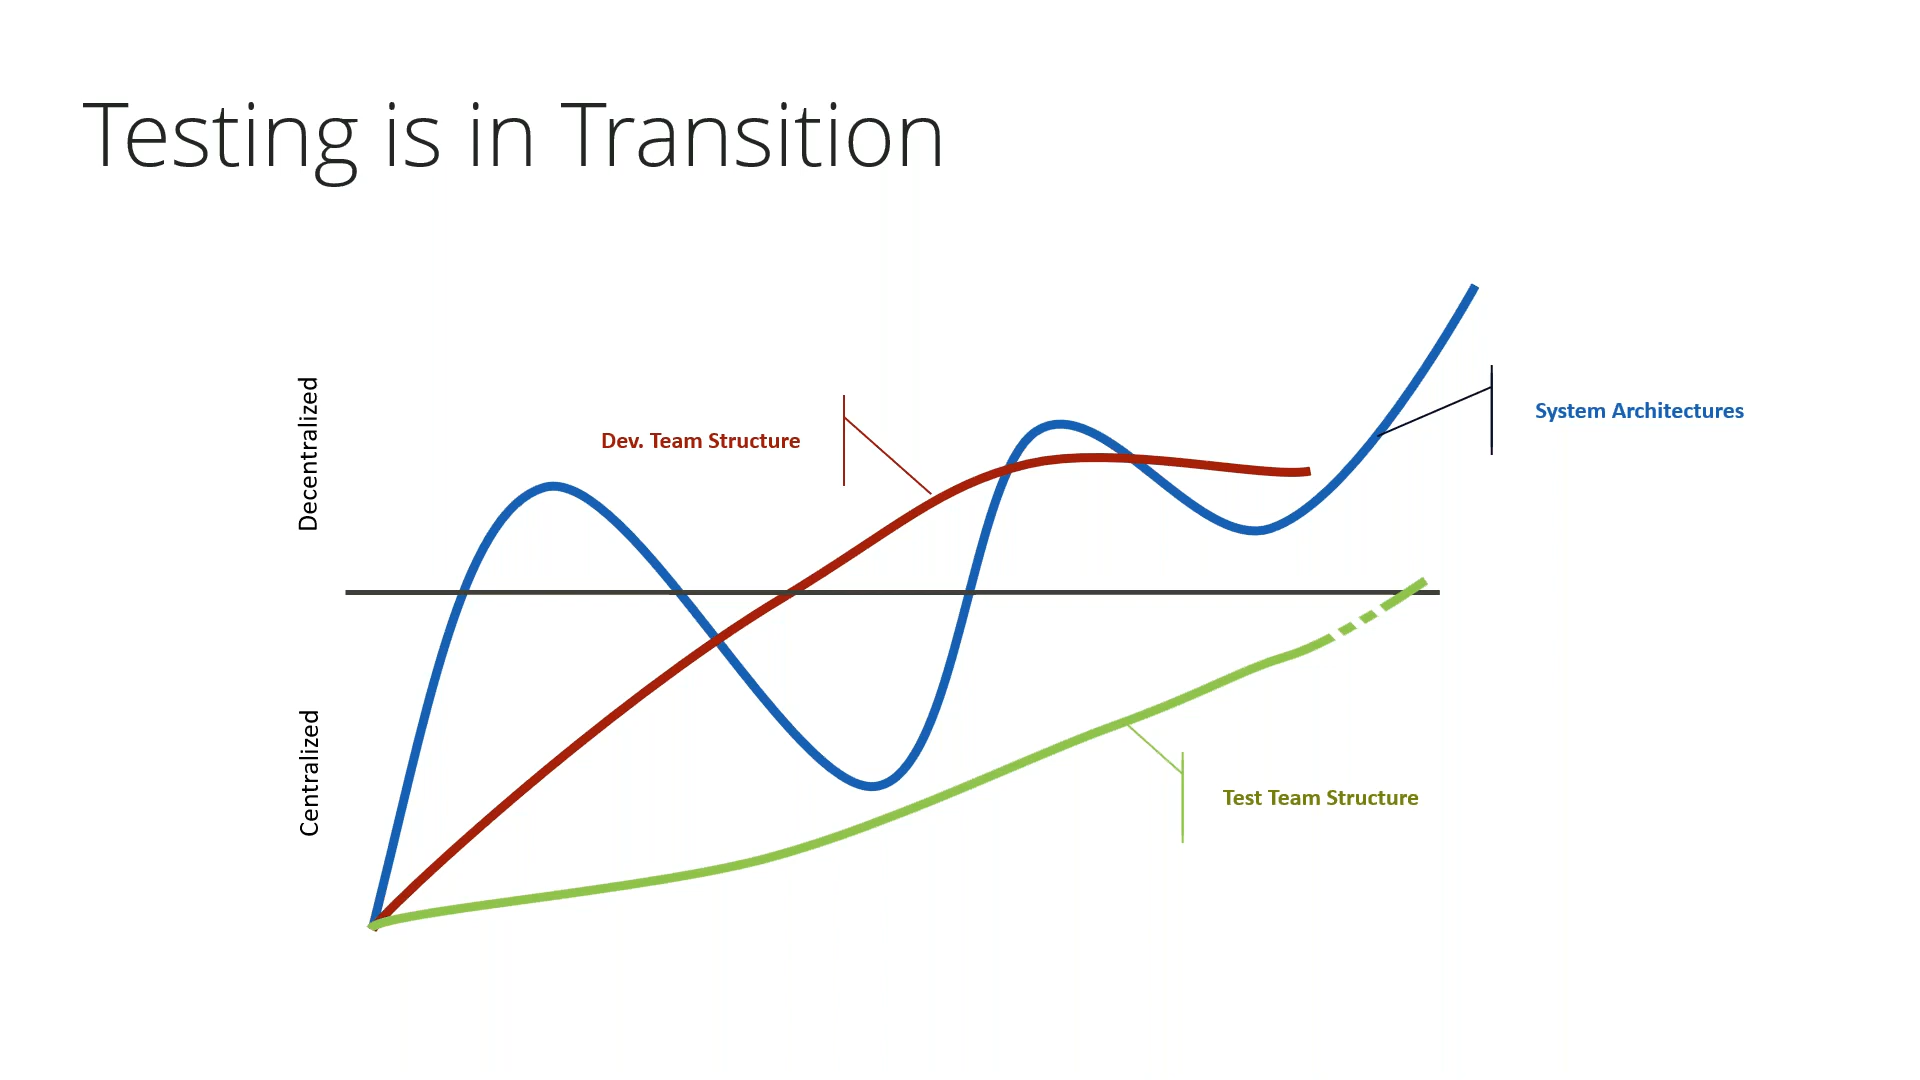 Testing is in Transition
Decentralized
Centralized
Dev. Team Structure
System Architectures
Test Team Structure